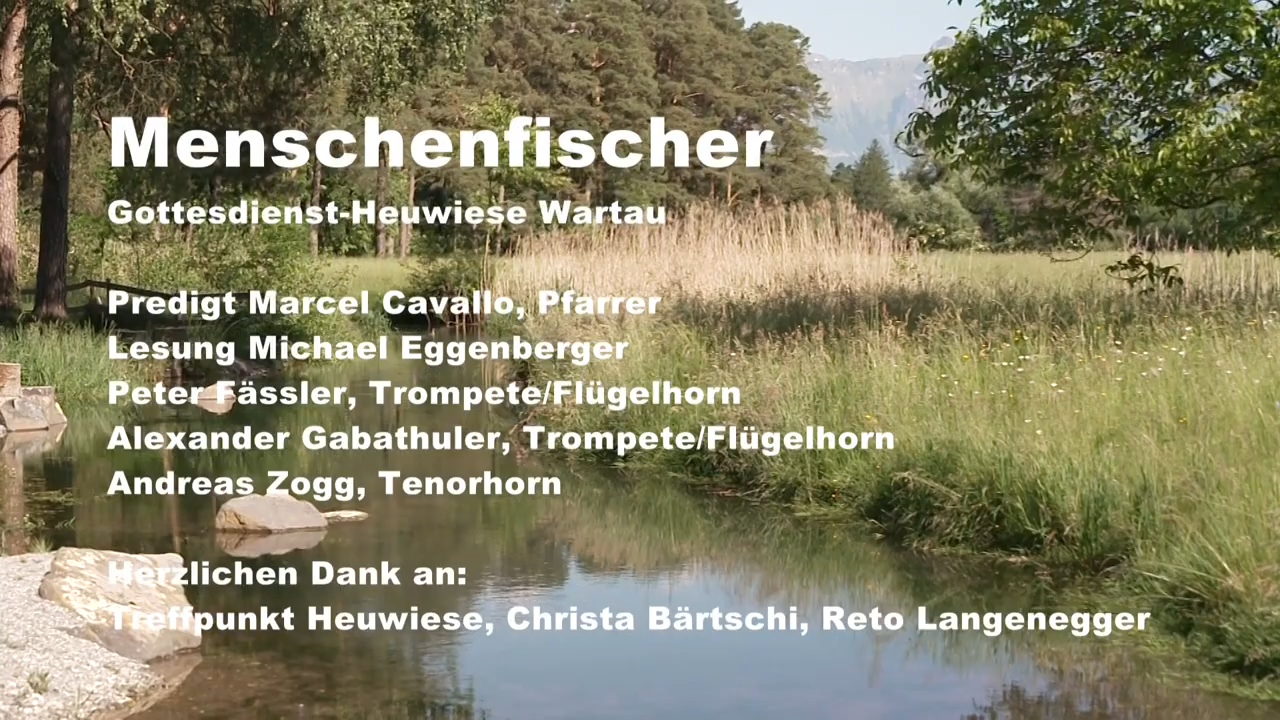 Menschenfischer
Gottesdienst-Heuwiese Wartau
Predigt Marcel Cavallo, Pfarrer
Lesung Michael Eggenberger
Peter Fässler, Trompete/Flügelhorn
Alexander Gabathuler, Trompete/Flügelhorn
Andreas Zogg, Tenorhorn
Herzlichen Dank an:
Treffpunkt Heuwiese, Christa Bärtschi, Reto Langenegger